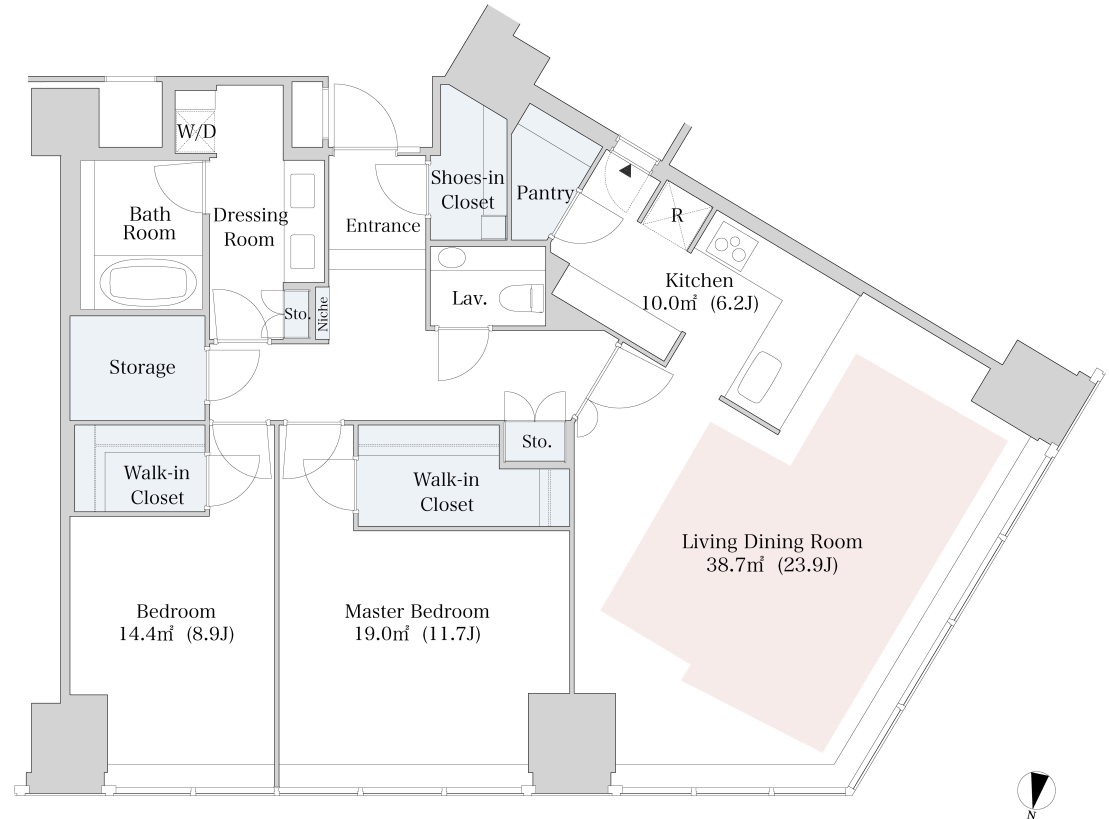 W/D
Bath
Room
Dressing
Room
Entrance
Shoes-in
Closet
Pantry
R
Kitchen
10.0㎡ (6.2J)
Lav.
Sto.
Niche
Storage
Walk-in
Closet
Walk-in
Closet
Sto.
Living Dining Room
38.7㎡ (23.9J)
Bedroom
14.4㎡ (8.9J)
Master Bedroom
19.0㎡ (11.7J)
N